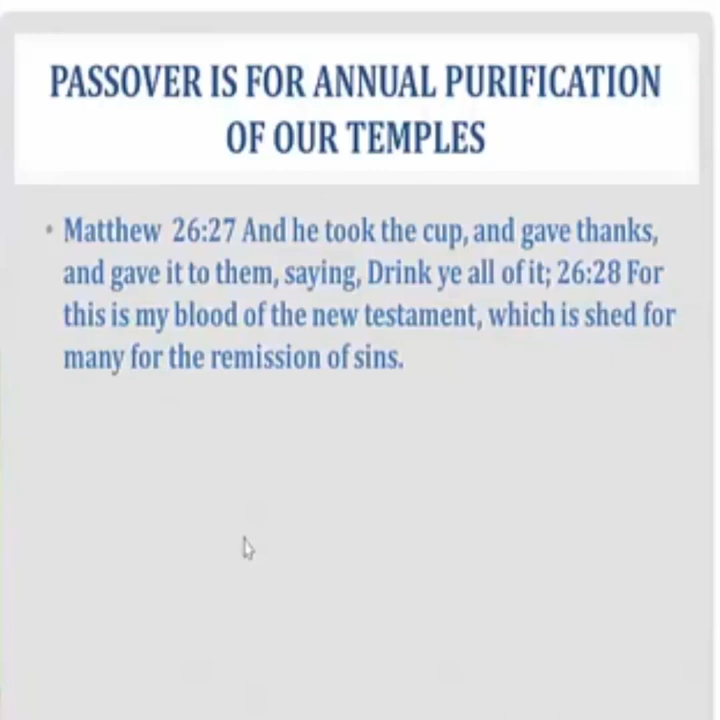 PASSOVER IS FOR ANNUAL PURIFICATION
OF OUR TEMPLES
• Matthew 26:27 And he took the cup, and gave thanks,
and gave it to them, saying, Drink ye all of it; 26:28 For
this is my blood of the new testament, which is shed for
many for the remission of sins.